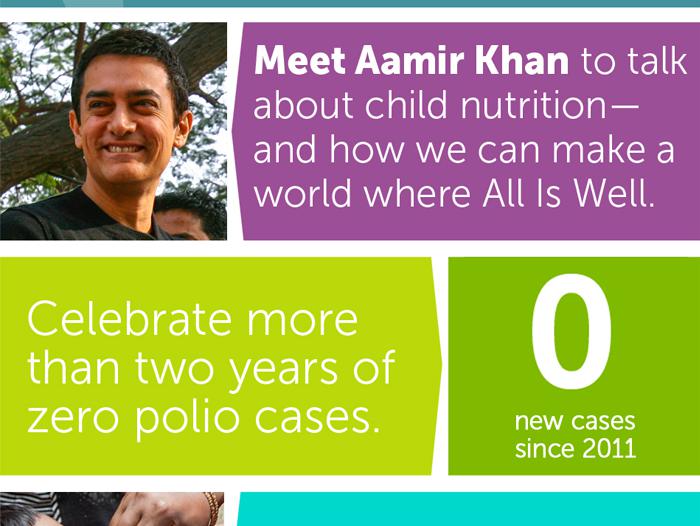 Meet Aamir Khan to talk
about child nutrition—
and how we can make a
world where All Is Well.
Celebrate more
than two years of
zero polio cases.
0
new cases
since 2011